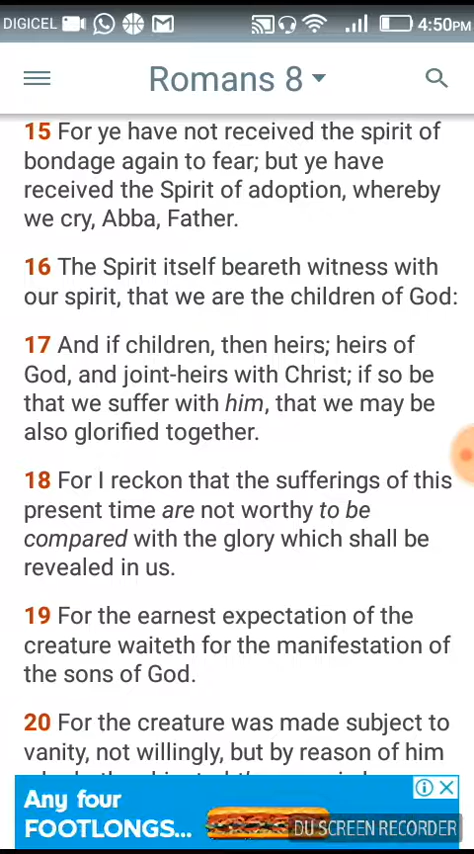 DIGICEL 4:50PM
Romans 8
15 For ye have not received the spirit of
bondage again to fear; but ye have
received the Spirit of adoption, whereby
we cry, Abba, Father.
16 The Spirit itself beareth witness with
our spirit, that we are the children of God:
17 And if children, then heirs; heirs of
God, and joint-heirs with Christ; if so be
that we suffer with him, that we may be
also glorified together.
18 For I reckon that the sufferings of this
present time are not worthy to be
compared with the glory which shall be
revealed in us.
19 For the earnest expectation of the
creature waiteth for the manifestation of
the sons of God.
20 For the creature was made subject to
vanity, not willingly, but by reason of him
Any four
FOOTLONGS...
DU SCREEN RECORDER